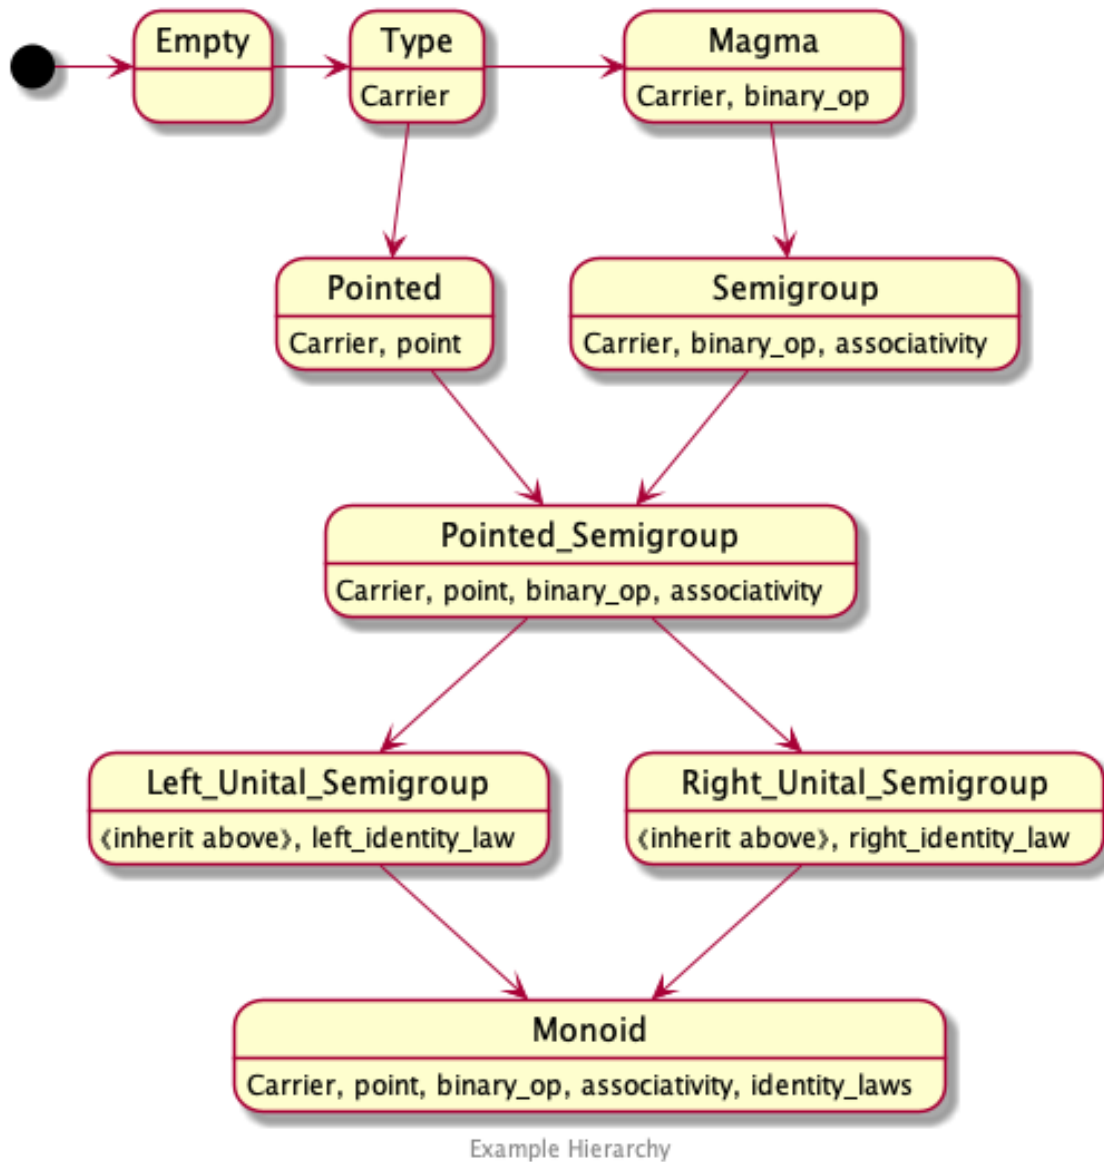 Empty
Type
Carrier
Magma
Carrier, binary_op
Pointed
Carrier, point
Semigroup
Carrier, binary_op, associativity
Pointed_Semigroup
Carrier, point, binary_op, associativity
Left_Unital_Semigroup
⟪inherit above⟫, left_identity_law
Right_Unital_Semigroup
⟪inherit above⟫, right_identity_law
Monoid
Carrier, point, binary_op, associativity, identity_laws
Example Hierarchy